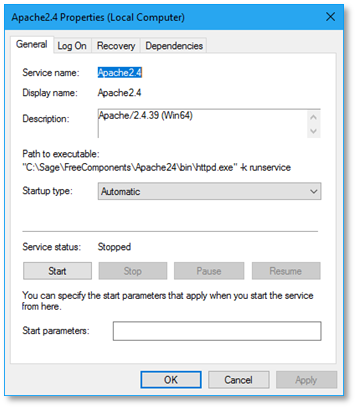 Apache2.4 Properties (Local Computer)
General Log On Recovery Dependencies
Service name: Apache2.4
Display name: Apache2.4
Description: Apache/2.4.39 (Win64)
Path to executable:
"C:\Sage\FreeComponents\Apache24\bin\httpd.exe" -k runservice
Startup type: Automatic
Service status: Stopped
Start Stop Pause Resume
You can specify the start parameters that apply when you start the service
from here.
Start parameters:
OK Cancel Apply